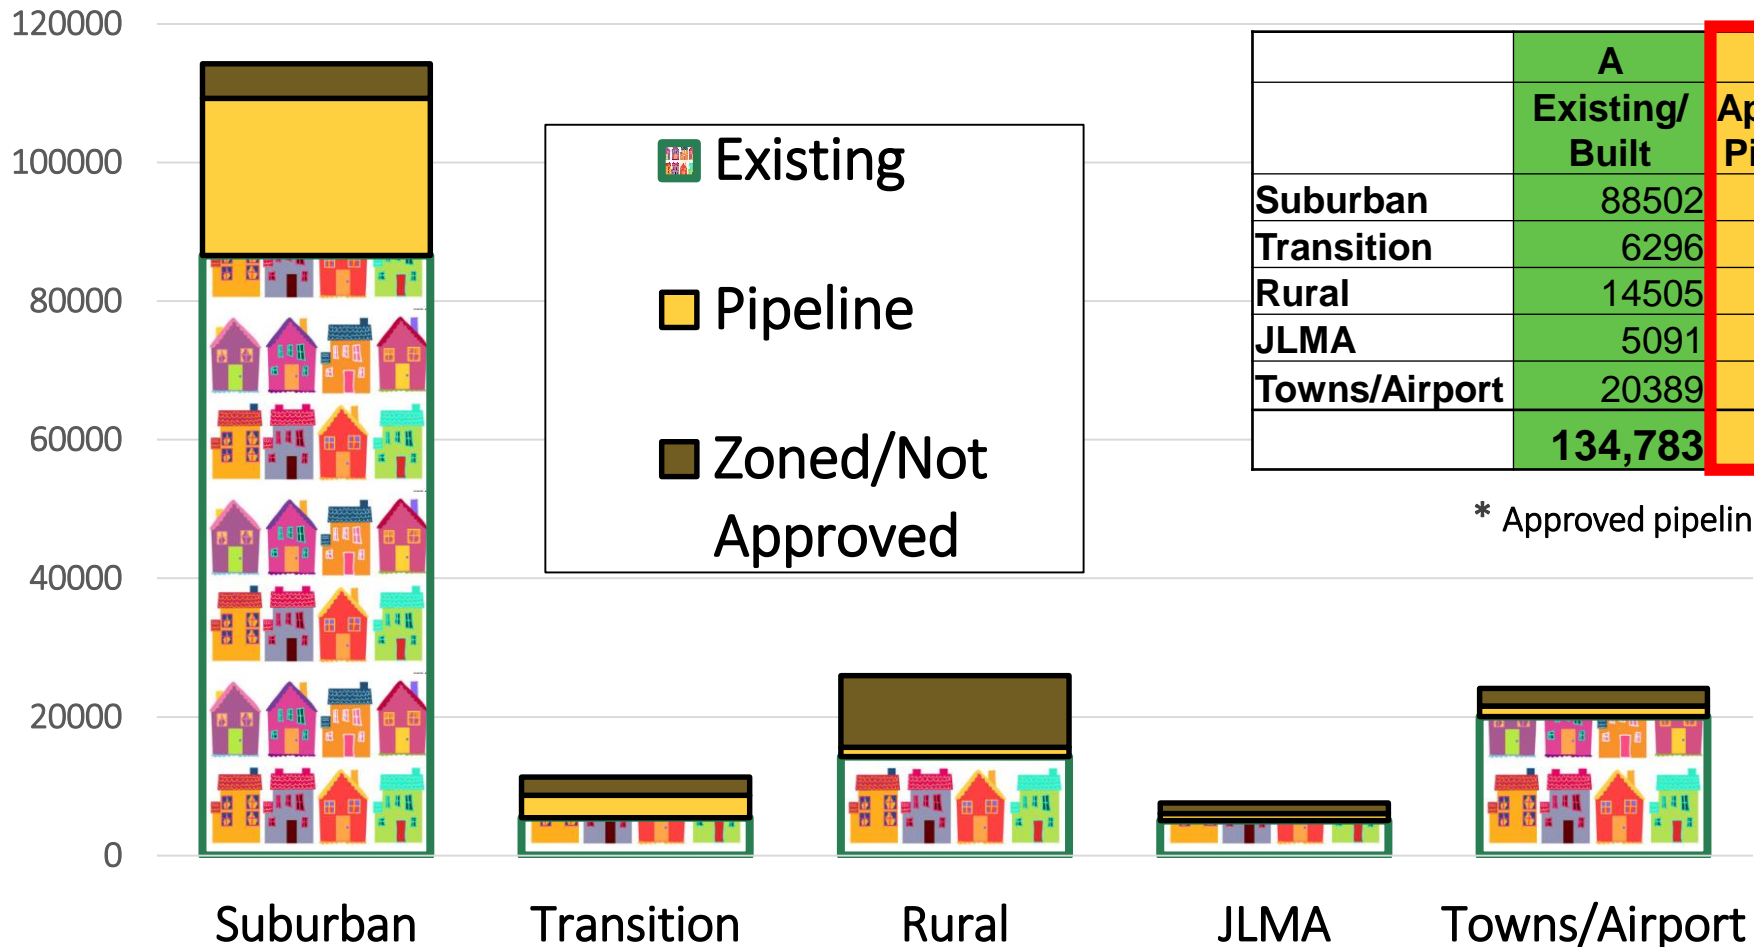 120000
100000
80000
60000
40000
20000
0
Existing
Pipeline
Zoned/Not
Approved
A
Existing/
Built
Suburban 88502
Transition 6296
Rural 14505
JLMA 5091
Towns/Airport 20389
134,783
* Approved
Suburban Transition Rural JLMA Towns/Airport